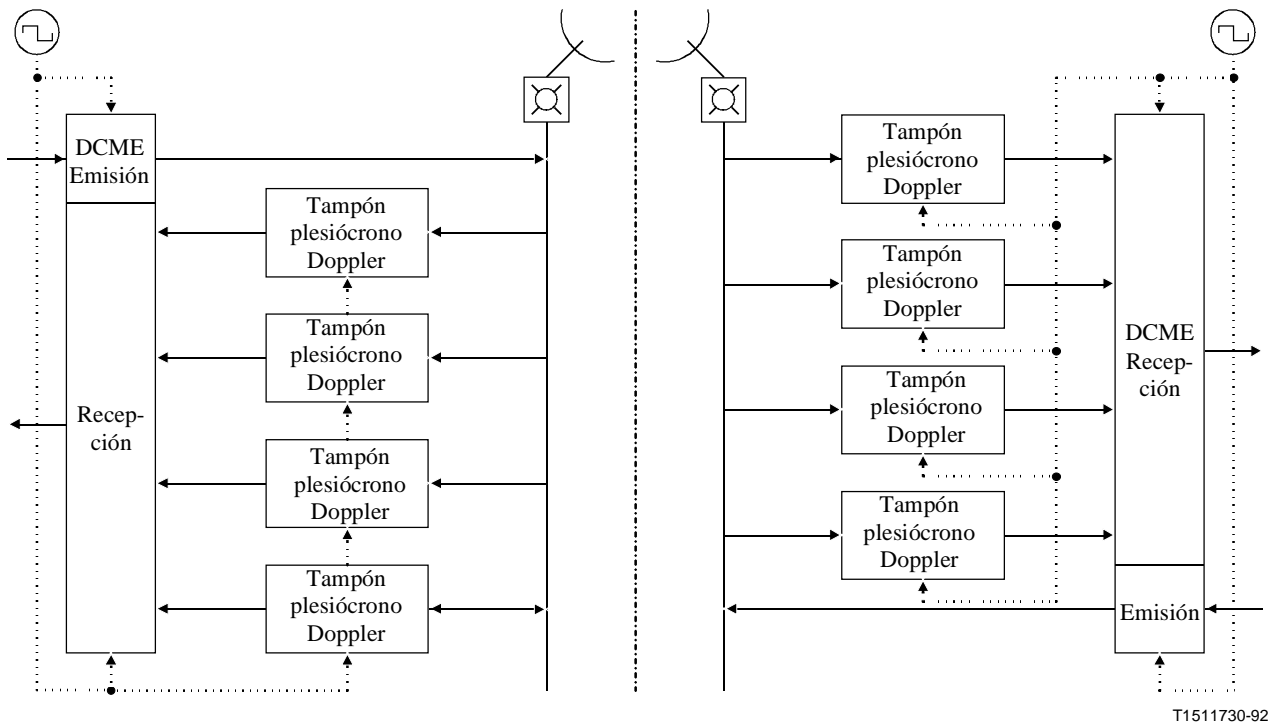 DCME
Emisión
Tampón
plesiócrono
Doppler
Tampón
plesiócrono
Doppler
Tampón
plesiócrono
Doppler
Tampón
plesiócrono
Doppler
Recep-
ción
Tampón
plesiócrono
Doppler
Tampón
plesiócrono
Doppler
Tampón
plesiócrono
Doppler
Tampón
plesiócrono
Doppler
DCME
Recep-
ción
Emisión
T1511730-92